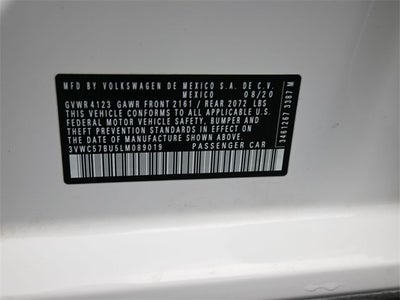 MFD BY VOLKSWAGEN DE MEXICO S.A. DE C.V.
MEXICO 08/20
GVWR 4123 GAWR FRONT 2161 / REAR 2072 LBS
THIS VEHICLE CONFORMS TO ALL APPLICABLE U.S.
FEDERAL MOTOR VEHICLE SAFETY, BUMPER AND
THEFT PREVENTION STANDARDS IN EFFECT ON
THE DATE OF MANUFACTURE SHOWN ABOVE.
3VWC57BU5LM089019 PASSENGER CAR
3461287 3387 M